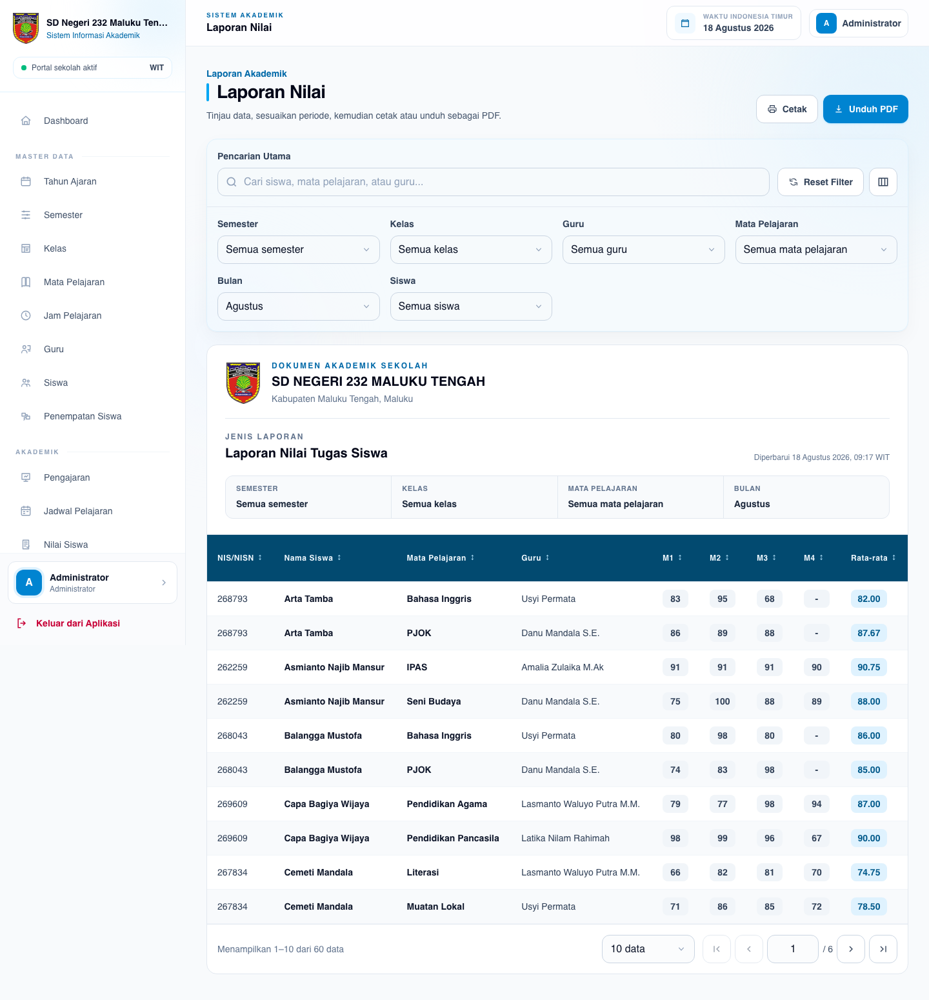 SD Negeri 232 Maluku Ten...
Sistem Informasi Akademik
Portal sekolah aktif WIT
Dashboard
MASTER DATA
Tahun Ajaran
Semester
Kelas
Mata Pelajaran
Jam Pelajaran
Guru
Siswa
Penempatan Siswa
AKADEMIK
Pengajaran
Jadwal Pelajaran
Nilai Siswa
A
Administrator
Administrator
Keluar dari Aplikasi
SISTEM AKADEMIK
Laporan Nilai
WAKTU INDONESIA TIMUR
18 Agustus 2026
A Administrator
Laporan Akademik
Laporan Nilai
Tinjau data, sesuaikan periode, kemudian cetak atau unduh sebagai PDF.
Cetak Unduh PDF
Pencarian Utama
Cari siswa, mata pelajaran, atau guru... Reset Filter
Semester Kelas Guru Mata Pelajaran
Semua semester Semua kelas Semua guru Semua mata pelajaran
Bulan Siswa
Agustus Semua siswa
DOKUMEN AKADEMIK SEKOLAH
SD NEGERI 232 MALUKU TENGAH
Kabupaten Maluku Tengah, Maluku
JENIS LAPORAN
Laporan Nilai Tugas Siswa
Diperbarui 18 Agustus 2026, 09:17 WIT
SEMESTER KELAS MATA PELAJARAN BULAN
Semua semester Semua kelas Semua mata pelajaran Agustus
NIS/NISN ↕ Nama Siswa ↕ Mata Pelajaran ↕ Guru ↕ M1 ↕ M2 ↕ M3 ↕ M4 ↕ Rata-rata ↕
268793 Arta Tamba Bahasa Inggris Usyi Permata 83 95 68 - 82.00
268793 Arta Tamba PJOK Danu Mandala S.E. 86 89 88 - 87.67
262259 Asmianto Najib Mansur IPAS Amalia Zulaika M.Ak 91 91 91 90 90.75
262259 Asmianto Najib Mansur Seni Budaya Danu Mandala S.E. 75 100 88 89 88.00
268043 Balangga Mustofa Bahasa Inggris Usyi Permata 80 98 80 - 86.00
268043 Balangga Mustofa PJOK Danu Mandala S.E. 74 83 98 - 85.00
269609 Capa Bagiya Wijaya Pendidikan Agama Lasmanto Waluyo Putra M.M. 79 77 98 94 87.00
269609 Capa Bagiya Wijaya Pendidikan Pancasila Latika Nilam Rahimah 98 99 96 67 90.00
267834 Cemeti Mandala Literasi Lasmanto Waluyo Putra M.M. 66 82 81 70 74.75
267834 Cemeti Mandala Muatan Lokal Usyi Permata 71 86 85 72 78.50
Menampilkan 1–10 dari 60 data 10 data 1 / 6